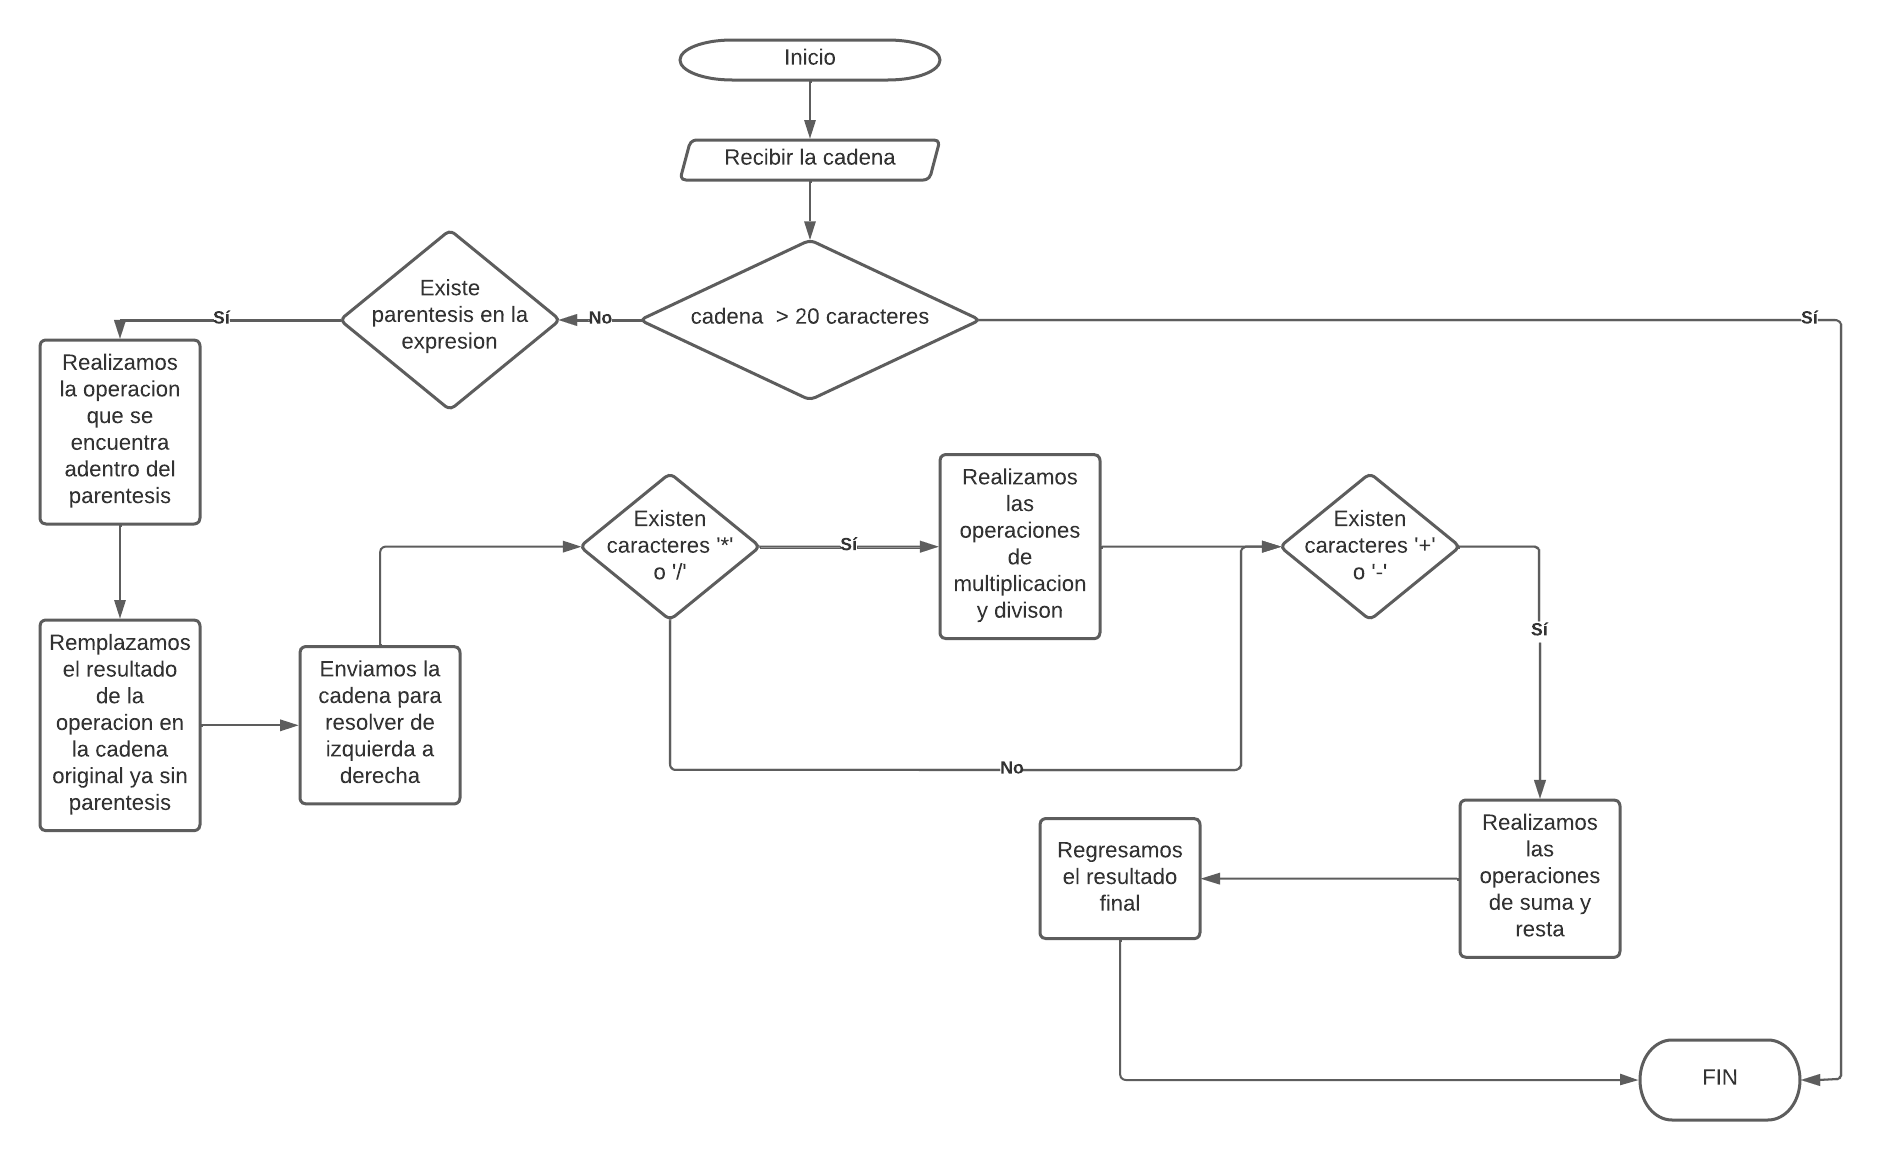 Inicio
Recibir la cadena
cadena > 20 caracteres
No
Sí
Existe
parentesis en la
expresion
Sí
Realizamos
la operacion
que se
encuentra
adentro del
parentesis
Remplazamos
el resultado
de la
operacion en
la cadena
original ya sin
parentesis
Enviamos la
cadena para
resolver de
izquierda a
derecha
Existen
caracteres '*'
o '/'
Sí
No
Realizamos
las
operaciones
de
multiplicacion
y divison
Existen
caracteres '+'
o '-'
Sí
Realizamos
las
operaciones
de suma y
resta
Regresamos
el resultado
final
FIN